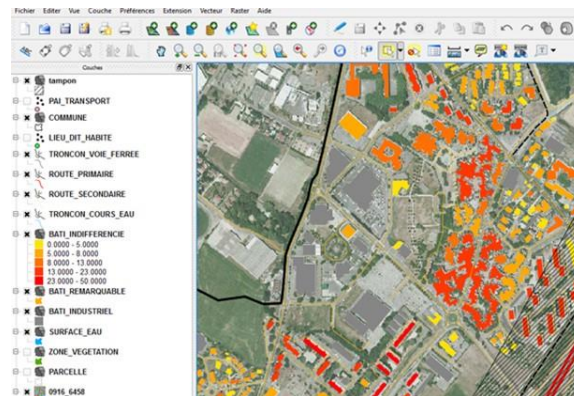 Fichier Editer Vue Couche Préférences Extension Vecteur Raster Aide
Couches
tampon
PAI_TRANSPORT
COMMUNE
LIEU_DIT_HABITE
TRONCON_VOIE_FERREE
ROUTE_PRIMAIRE
ROUTE_SECONDAIRE
TRONCON_COURS_EAU
BATI_INDIFFERENCIE
0.0000 - 5.0000
5.0000 - 8.0000
8.0000 - 13.0000
13.0000 - 23.0000
23.0000 - 50.0000
BATI_REMARQUABLE
BATI_INDUSTRIEL
SURFACE_EAU
ZONE_VEGETATION
PARCELLE
0916_6458